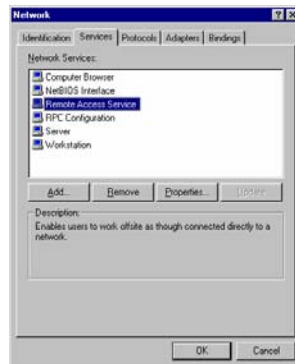 Network
? X
Identification Services Protocols Adapters Bindings
Network Services:
Computer Browser
NetBIOS Interface
Remote Access Service
RPC Configuration
Server
Workstation
Add... Remove Properties... Update
Description:
Enables users to work offsite as though connected directly to a
network.
OK Cancel